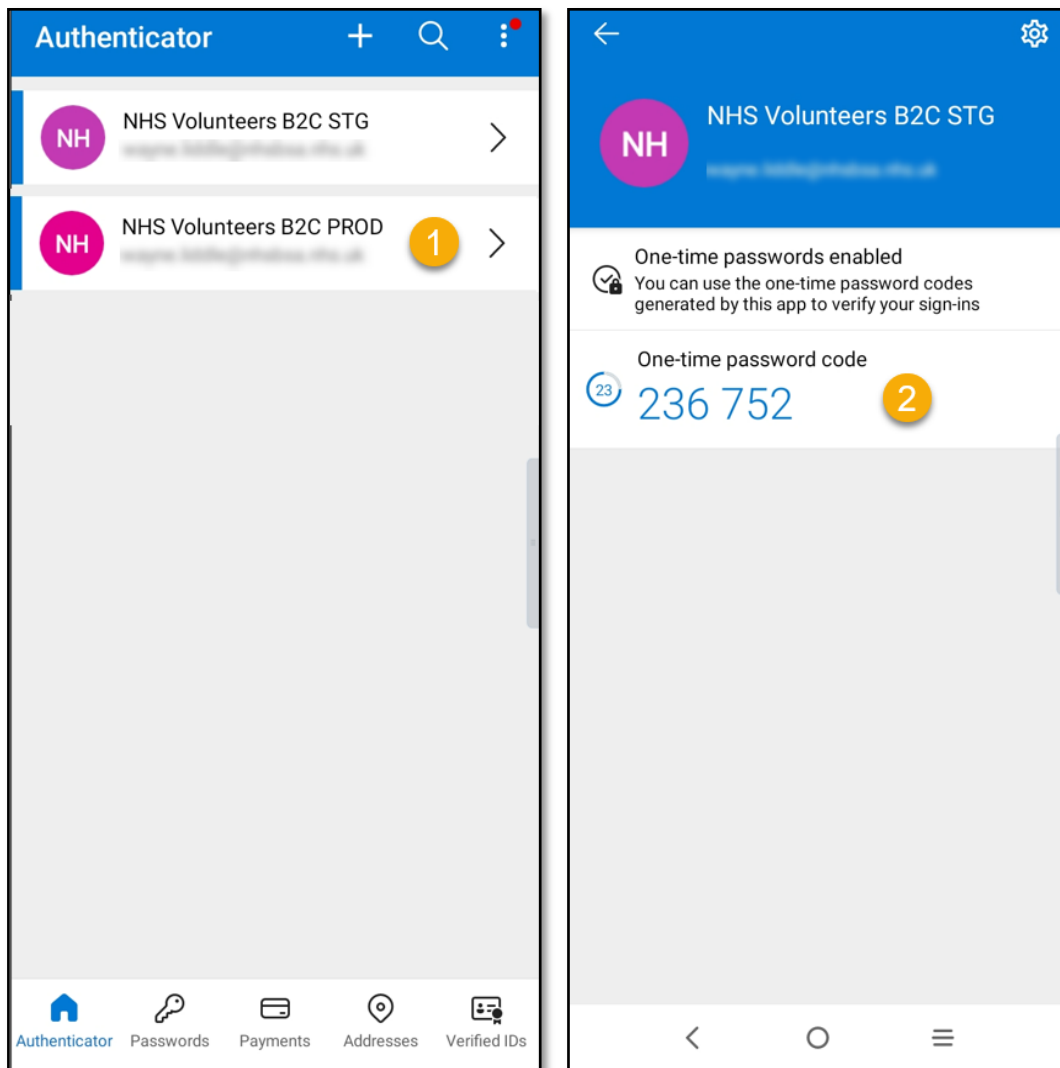 Authenticator
NH
NHS Volunteers B2C STG
NH
NHS Volunteers B2C PROD
1
Authenticator
Passwords
Payments
Addresses
Verified IDs
NH
NHS Volunteers B2C STG
One-time passwords enabled
You can use the one-time password codes
generated by this app to verify your sign-ins
One-time password code
23
236 752
2